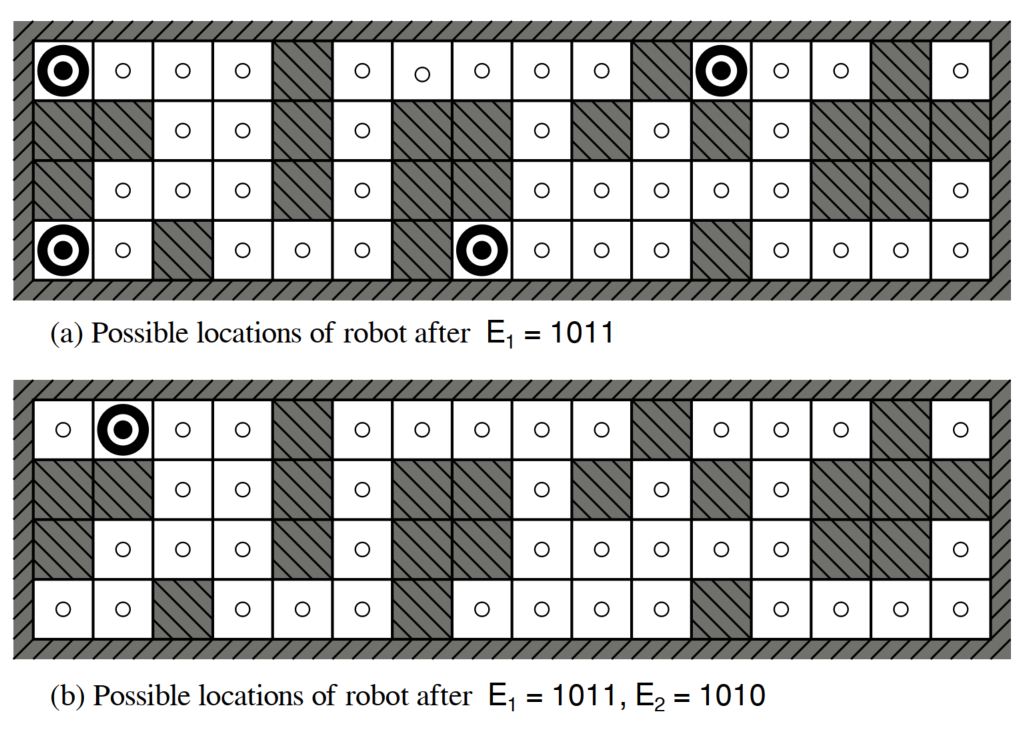 (a) Possible locations of robot after E₁ = 1011
(b) Possible locations of robot after E₁ = 1011, E₂ = 1010